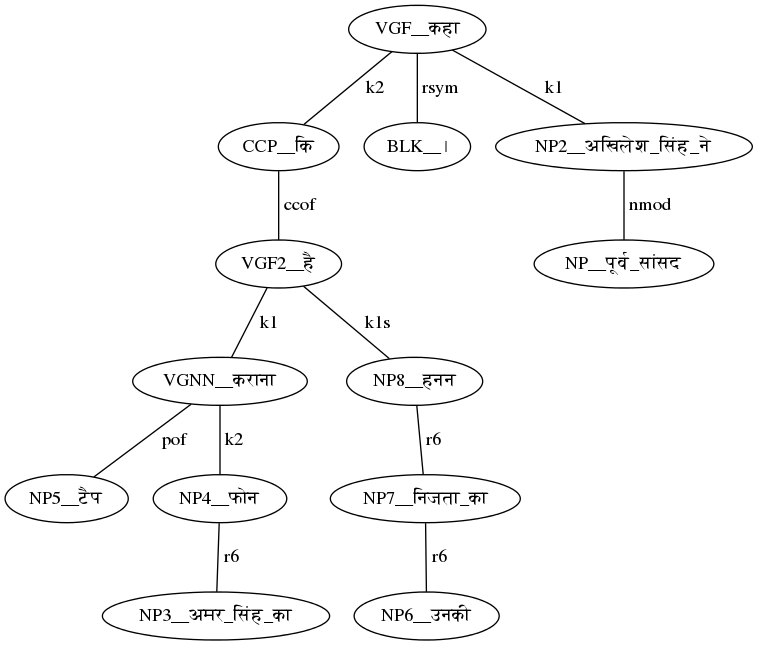 VGF__कहा
k2 rsym k1
CCP__कि BLK__। NP2__अखिलेश_सिंह_ने
ccof nmod
VGF2__है NP__पूर्व_सांसद
k1 k1s
VGNN__कराना NP8__हनन
pof k2 r6
NP5__टैप NP4__फोन NP7__निजता_का
r6 r6
NP3__अमर_सिंह_का NP6__उनकी